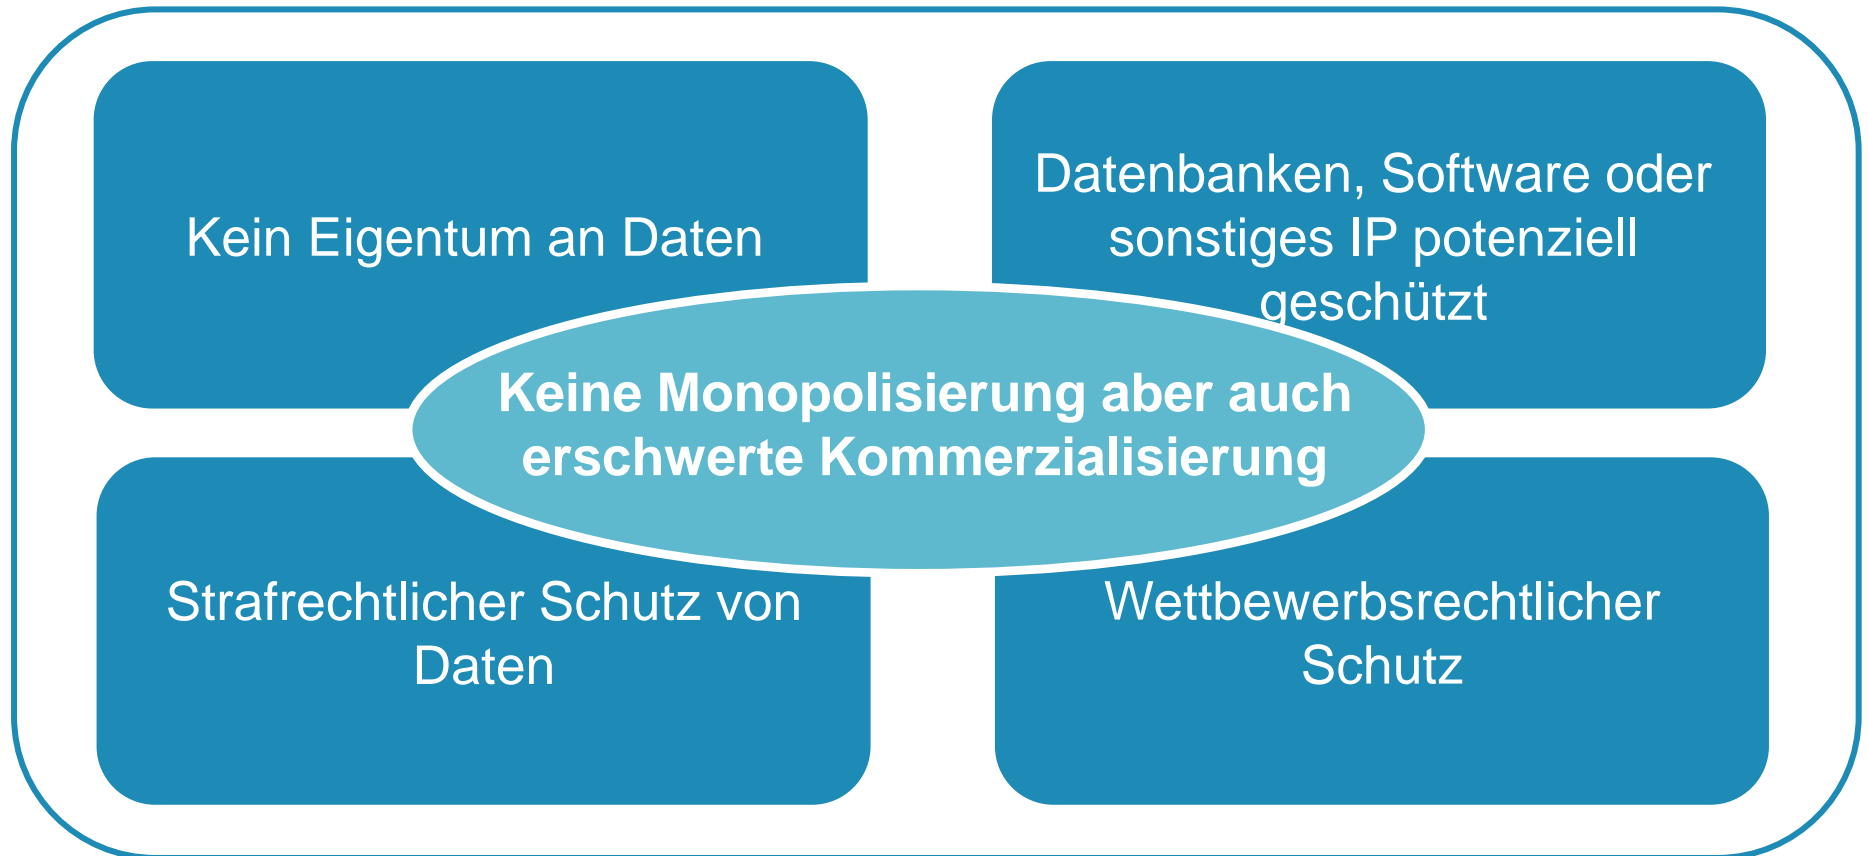 Kein Eigentum an Daten
Datenbanken, Software oder
sonstiges IP potenziell
geschützt
Keine Monopolisierung aber auch
erschwerte Kommerzialisierung
Strafrechtlicher Schutz von
Daten
Wettbewerbsrechtlicher
Schutz